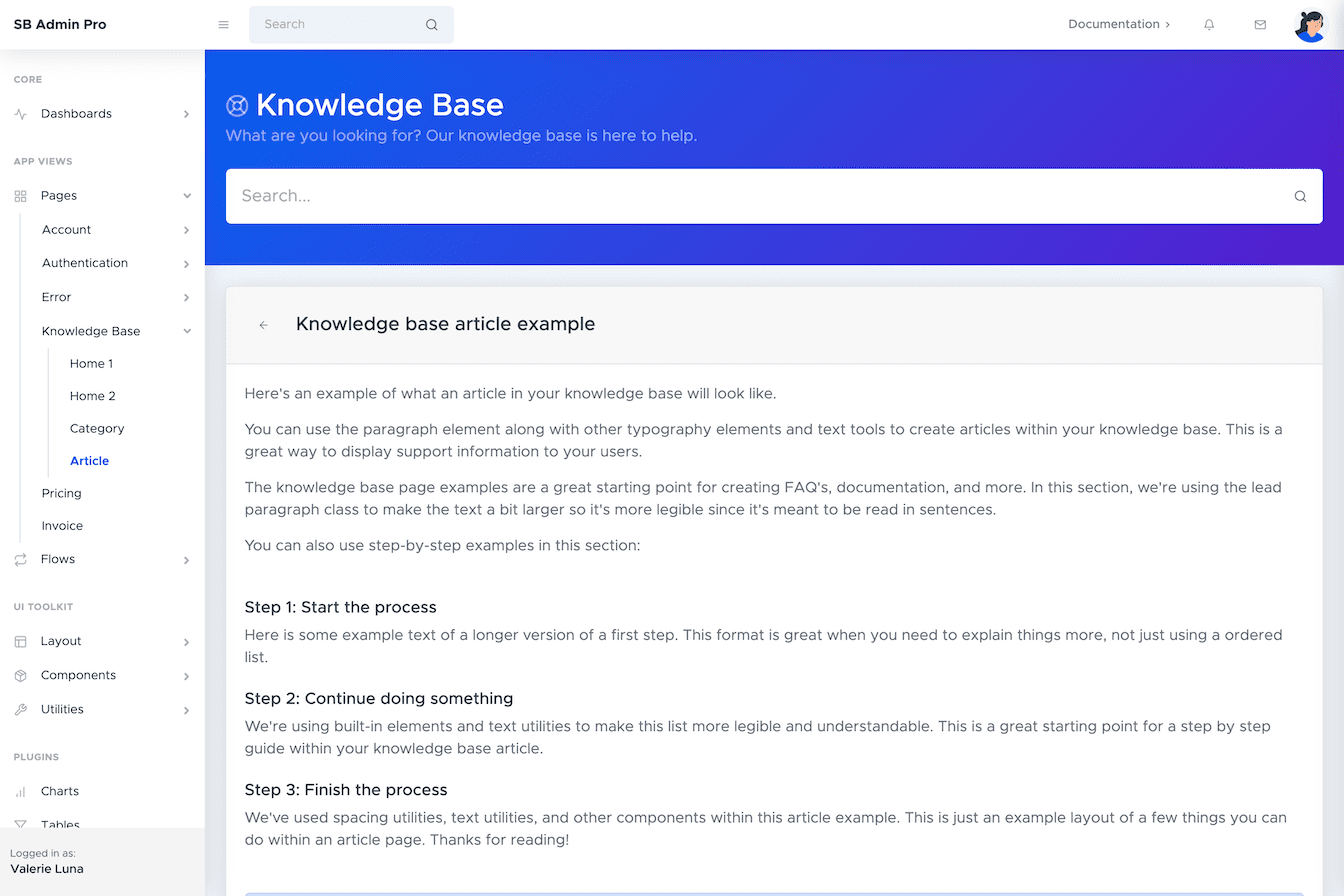 SB Admin Pro
Search
Documentation
CORE
Dashboards
APP VIEWS
Pages
Account
Authentication
Error
Knowledge Base
Home 1
Home 2
Category
Article
Pricing
Invoice
Flows
UI TOOLKIT
Layout
Components
Utilities
PLUGINS
Charts
Tables
Logged in as:
Valerie Luna
Knowledge Base
What are you looking for? Our knowledge base is here to help.
Search...
Knowledge base article example
Here's an example of what an article in your knowledge base will look like.
You can use the paragraph element along with other typography elements and text tools to create articles within your knowledge base. This is a
great way to display support information to your users.
The knowledge base page examples are a great starting point for creating FAQ's, documentation, and more. In this section, we're using the lead
paragraph class to make the text a bit larger so it's more legible since it's meant to be read in sentences.
You can also use step-by-step examples in this section:
Step 1: Start the process
Here is some example text of a longer version of a first step. This format is great when you need to explain things more, not just using a ordered
list.
Step 2: Continue doing something
We're using built-in elements and text utilities to make this list more legible and understandable. This is a great starting point for a step by step
guide within your knowledge base article.
Step 3: Finish the process
We've used spacing utilities, text utilities, and other components within this article example. This is just an example layout of a few things you can
do within an article page. Thanks for reading!